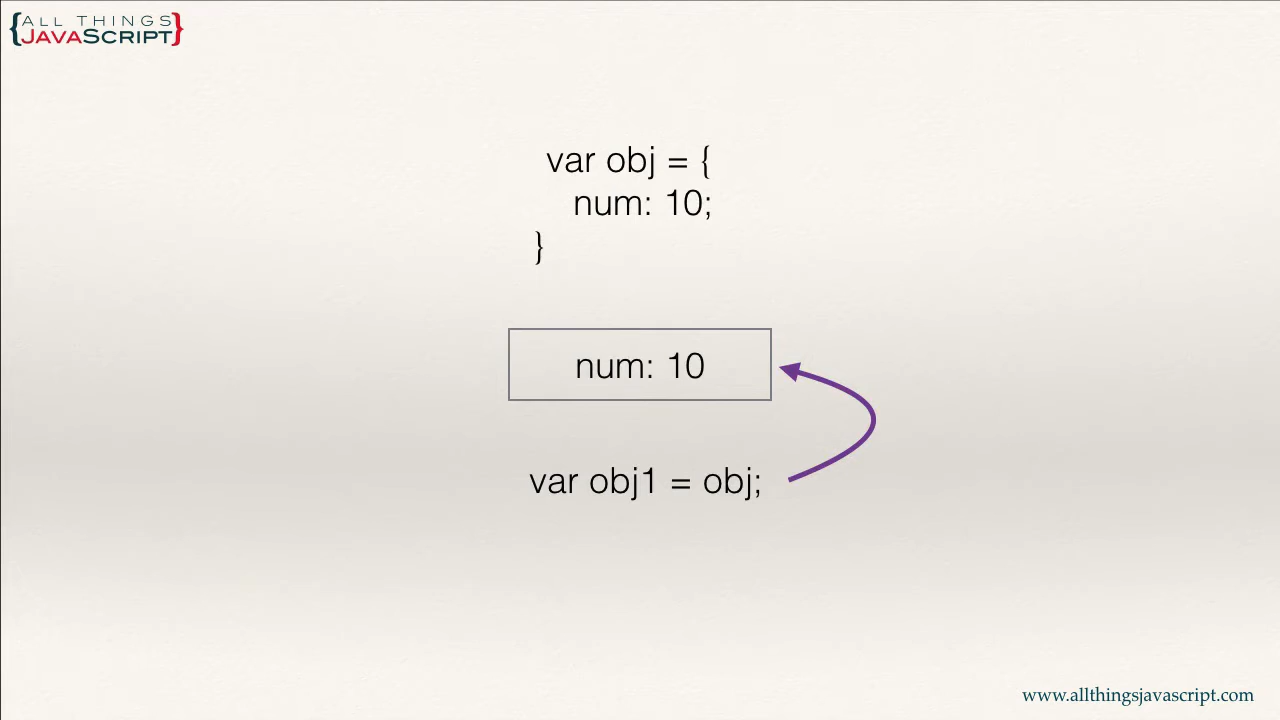 {ALL THINGS
JAVASCRIPT}
var obj = {
num: 10;
}
num: 10
var obj1 = obj;
www.allthingsjavascript.com